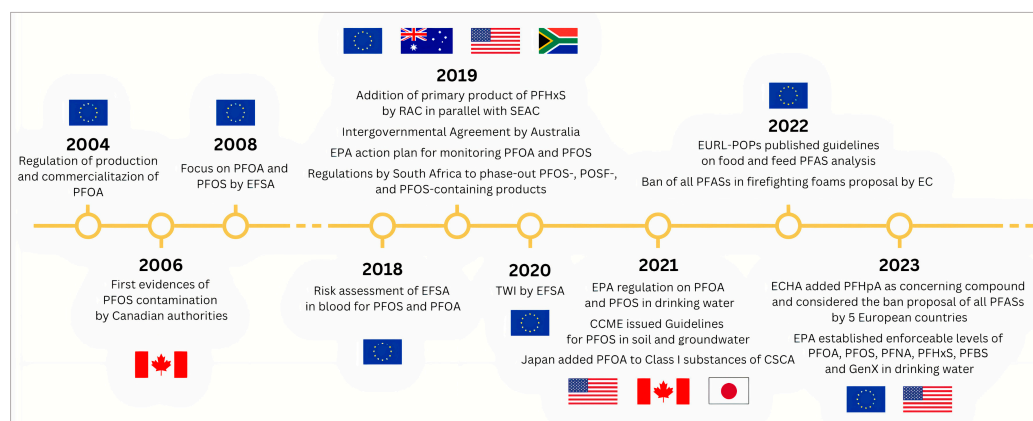 2004
Regulation of production
and commercialitazion of
PFOA
2006
First evidences of
PFOS contamination
by Canadian authorities
2008
Focus on PFOA and
PFOS by EFSA
2018
Risk assessment of EFSA
in blood for PFOS and PFOA
2019
Addition of primary product of PFHxS
by RAC in parallel with SEAC
Intergovernmental Agreement by Australia
EPA action plan for monitoring PFOA and PFOS
Regulations by South Africa to phase-out PFOS-, POSF-,
and PFOS-containing products
2020
TWI by EFSA
2021
EPA regulation on PFOA
and PFOS in drinking water
CCME issued Guidelines
for PFOS in soil and groundwater
Japan added PFOA to Class I substances of CSCA
2022
EURL-POPs published guidelines
on food and feed PFAS analysis
Ban of all PFASs in firefighting foams proposal by EC
2023
ECHA added PFHpA as concerning compound
and considered the ban proposal of all PFASs
by 5 European countries
EPA established enforceable levels of
PFOA, PFOS, PFNA, PFHxS, PFBS
and GenX in drinking water